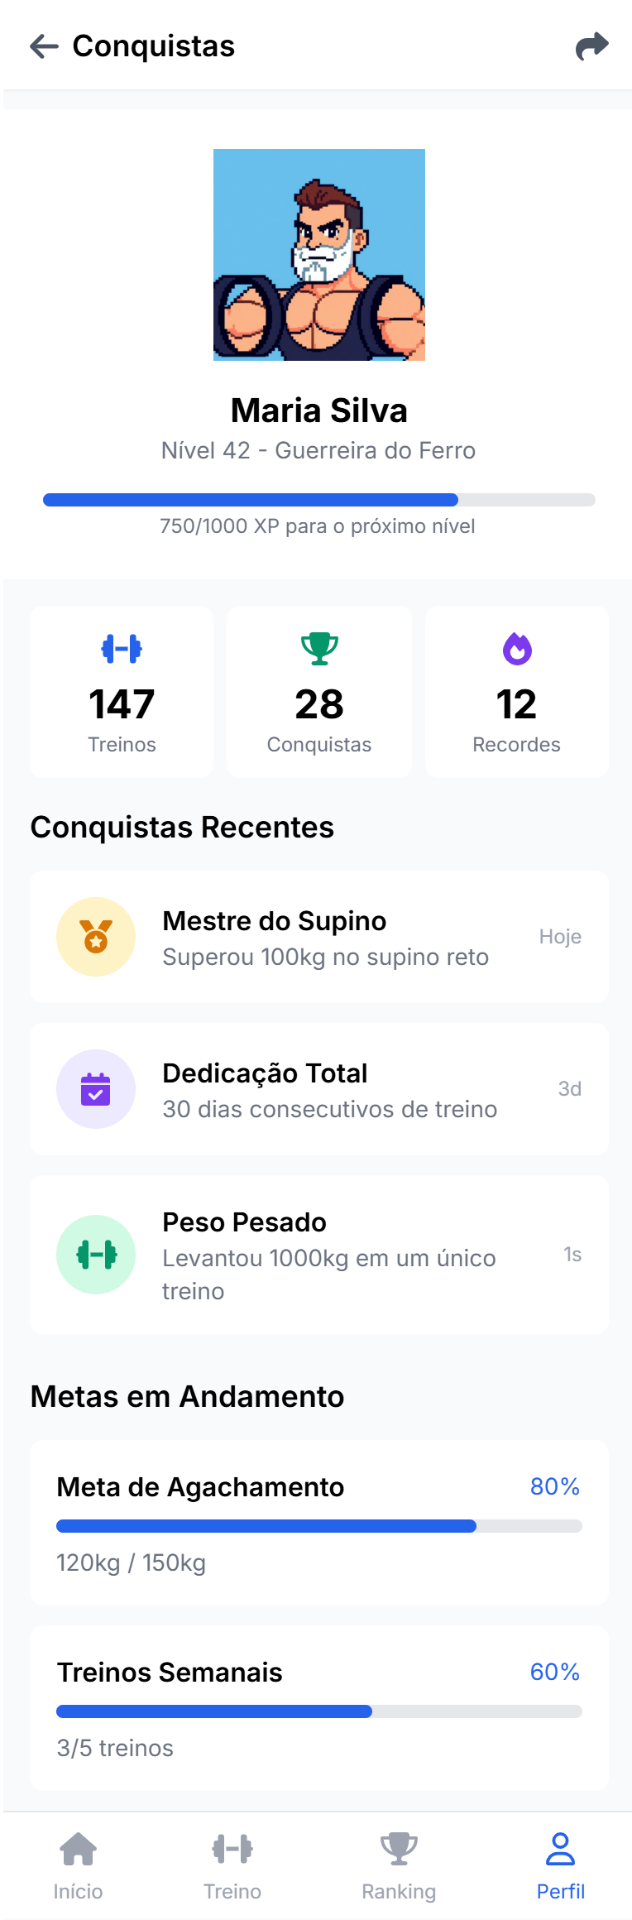 Conquistas
Maria Silva
Nível 42 - Guerreira do Ferro
750/1000 XP para o próximo nível
147
Treinos
28
Conquistas
12
Recordes
Conquistas Recentes
Mestre do Supino
Superou 100kg no supino reto
Hoje
Dedicação Total
30 dias consecutivos de treino
3d
Peso Pesado
Levantou 1000kg em um único
treino
1s
Metas em Andamento
Meta de Agachamento
80%
120kg / 150kg
Treinos Semanais
60%
3/5 treinos
Início
Treino
Ranking
Perfil